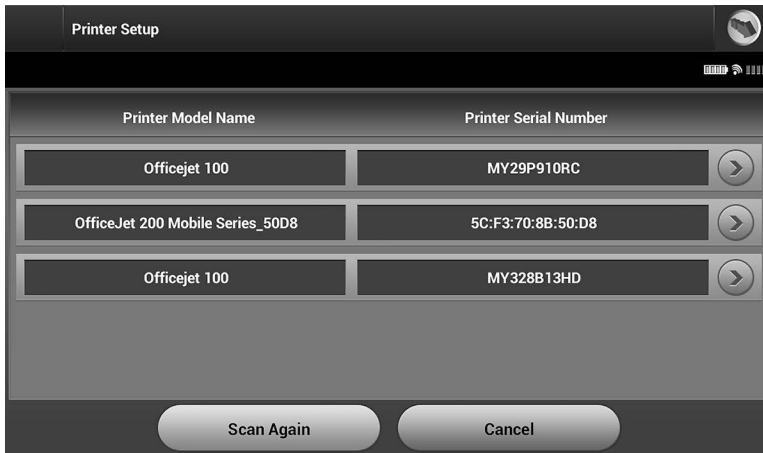 Printer Setup
Printer Model Name Printer Serial Number
Officejet 100 MY29P910RC
OfficeJet 200 Mobile Series_50D8 5C:F3:70:8B:50:D8
Officejet 100 MY328B13HD
Scan Again Cancel